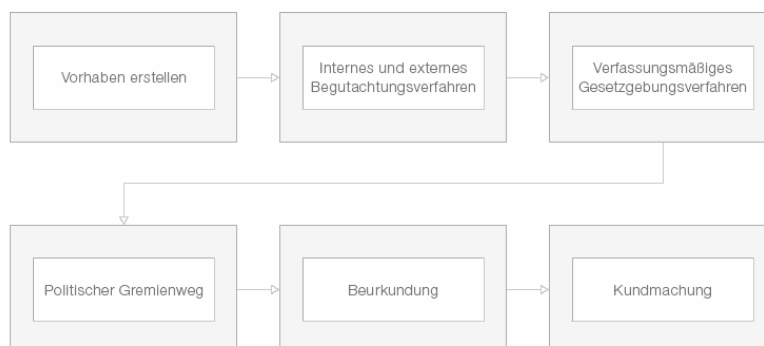 Vorhaben erstellen
Internes und externes
Begutachtungsverfahren
Verfassungsmäßiges
Gesetzgebungsverfahren
Politischer Gremienweg
Beurkundung
Kundmachung